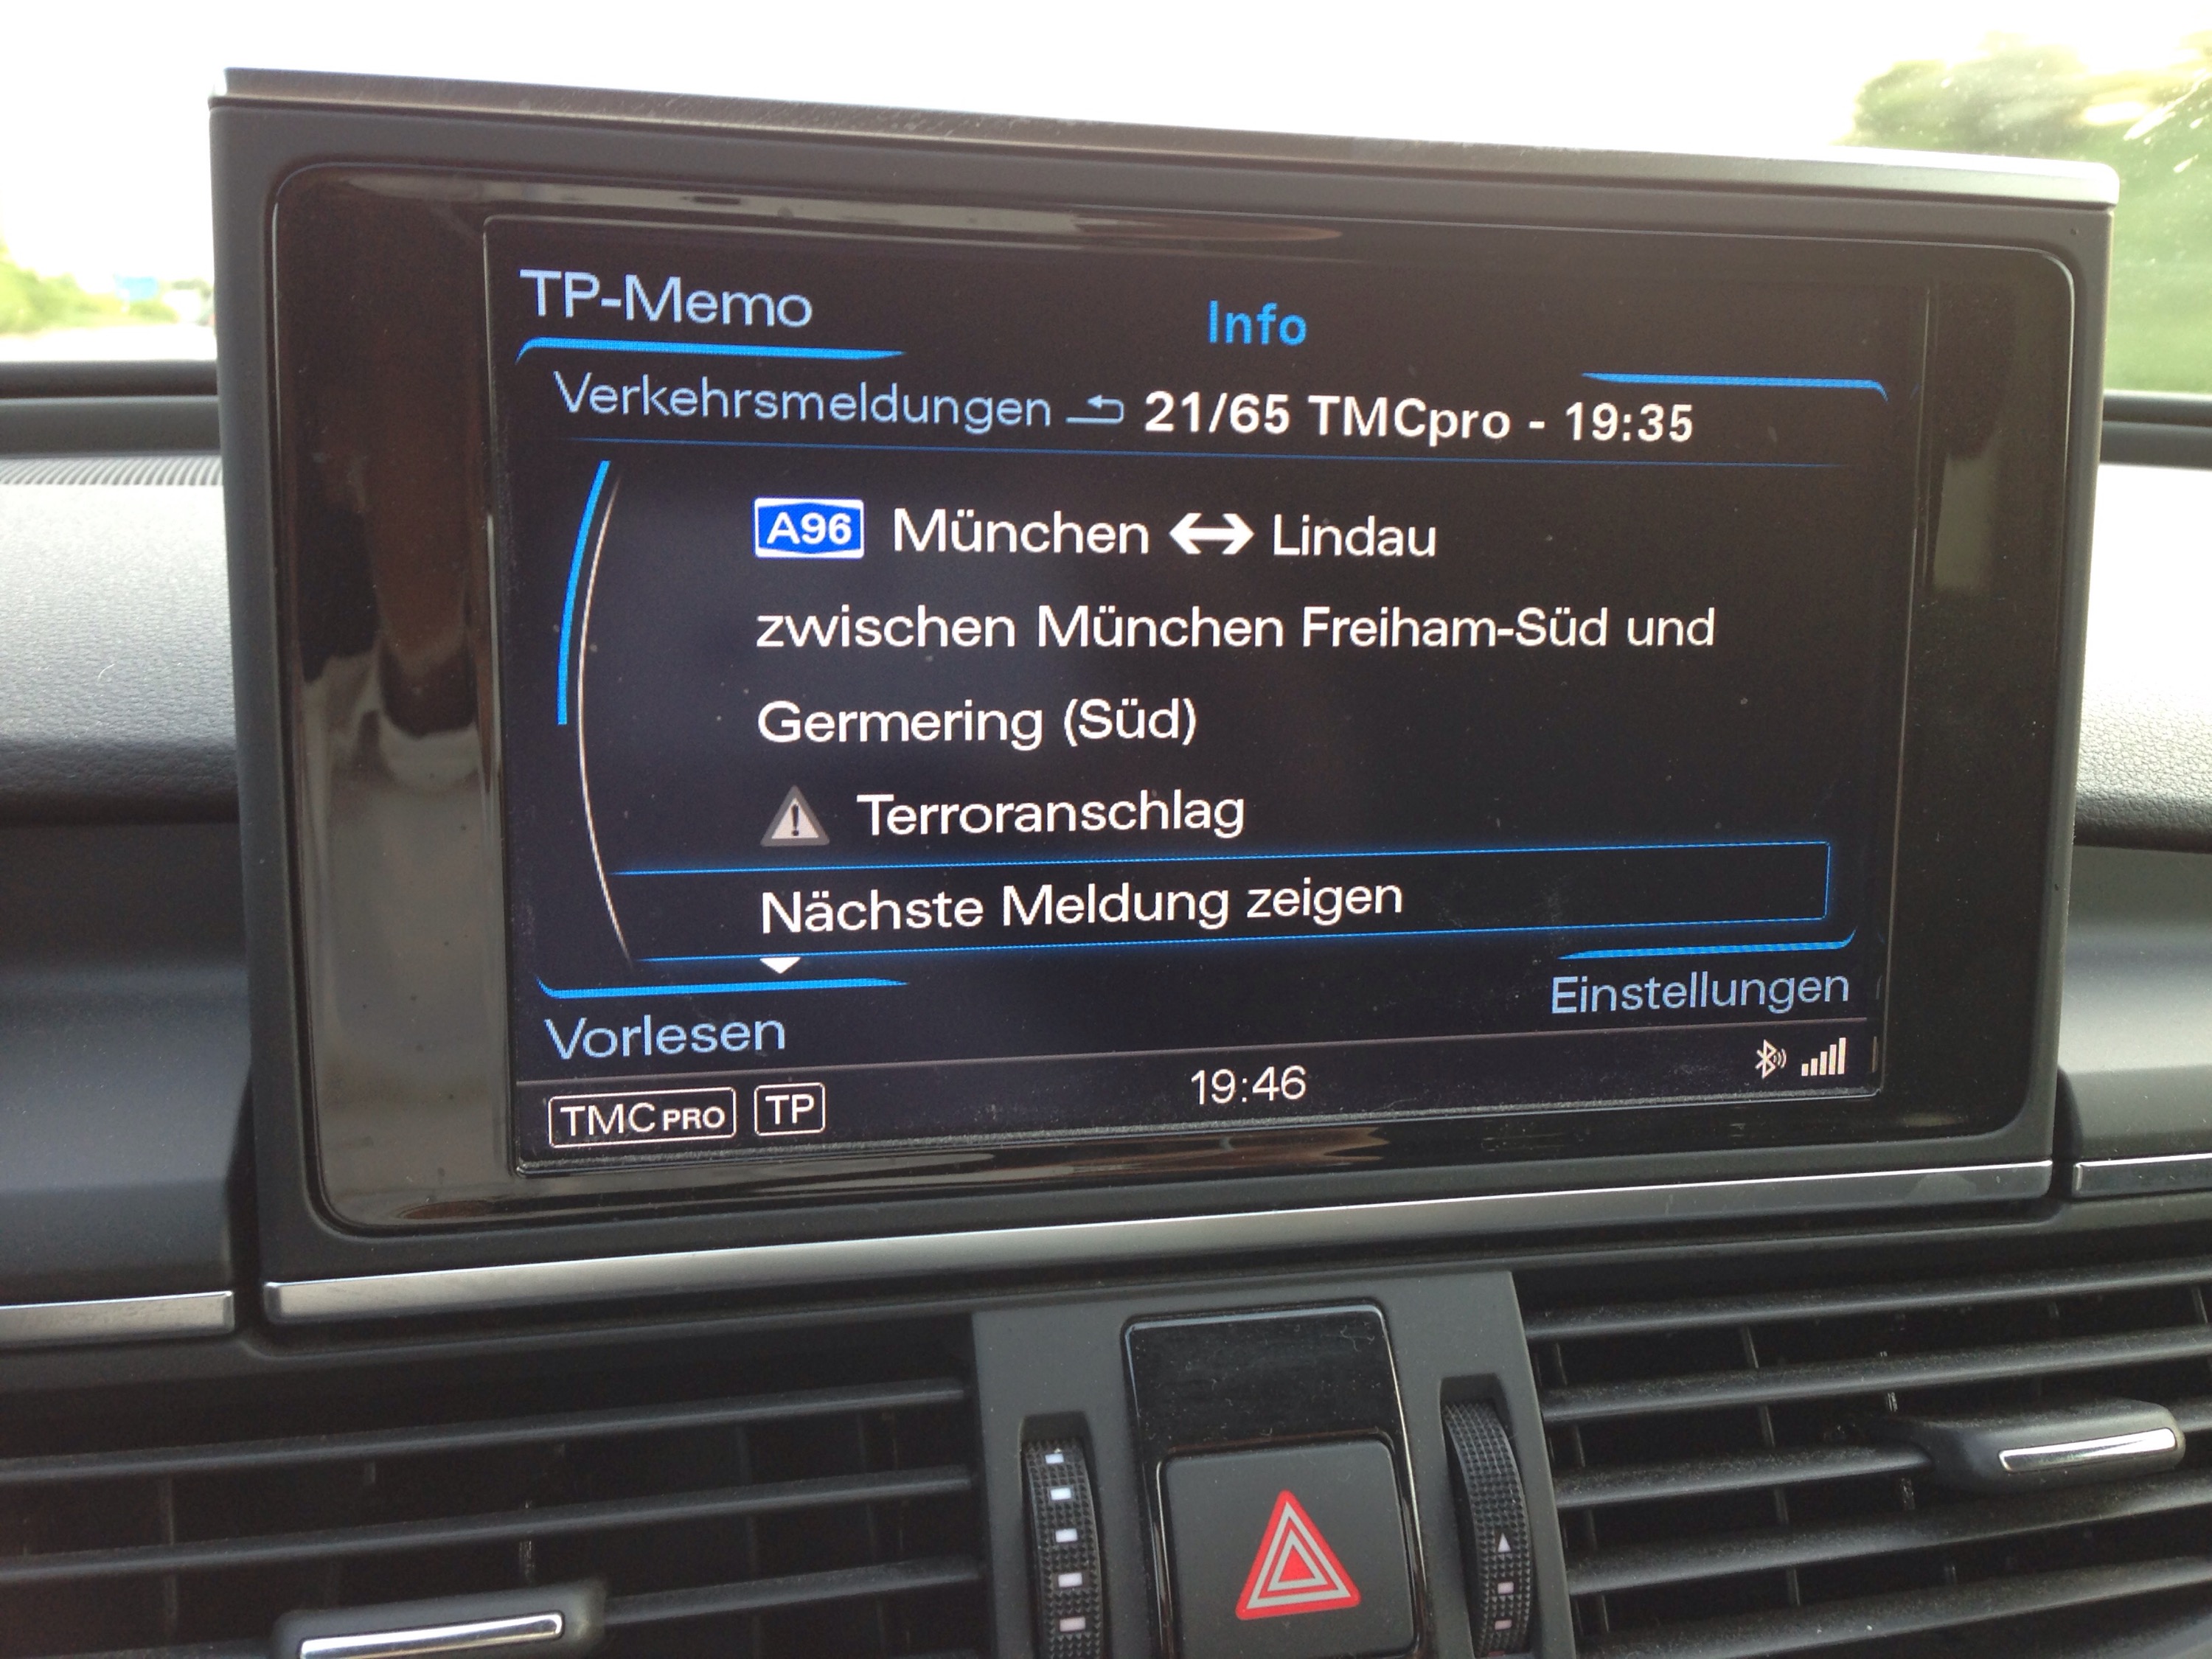 TP-Memo
Info
Verkehrsmeldungen 21/65 TMCpro - 19:35
A96 München ↔ Lindau
zwischen München Freiham-Süd und
Germering (Süd)
Terroranschlag
Nächste Meldung zeigen
Einstellungen
Vorlesen
TMC PRO TP 19:46